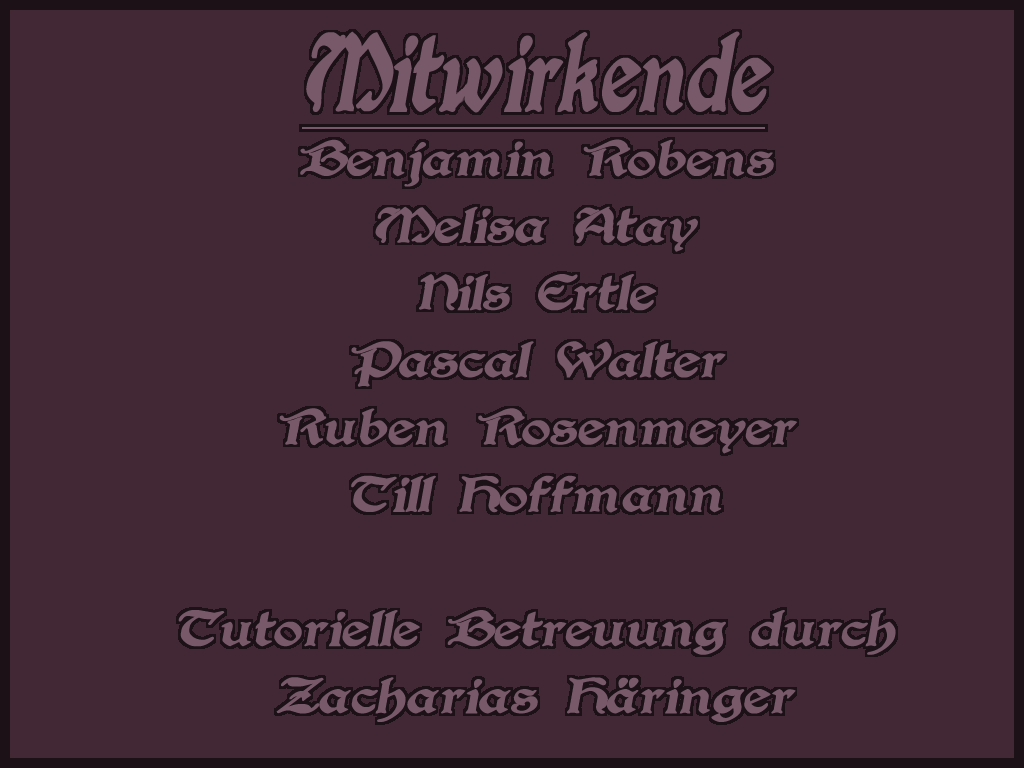 Mitwirkende
Benjamin Robens
Melisa Atay
Nils Ertle
Pascal Walter
Ruben Rosenmeyer
Till Hoffmann
Tutorielle Betreuung durch
Zacharias Häringer